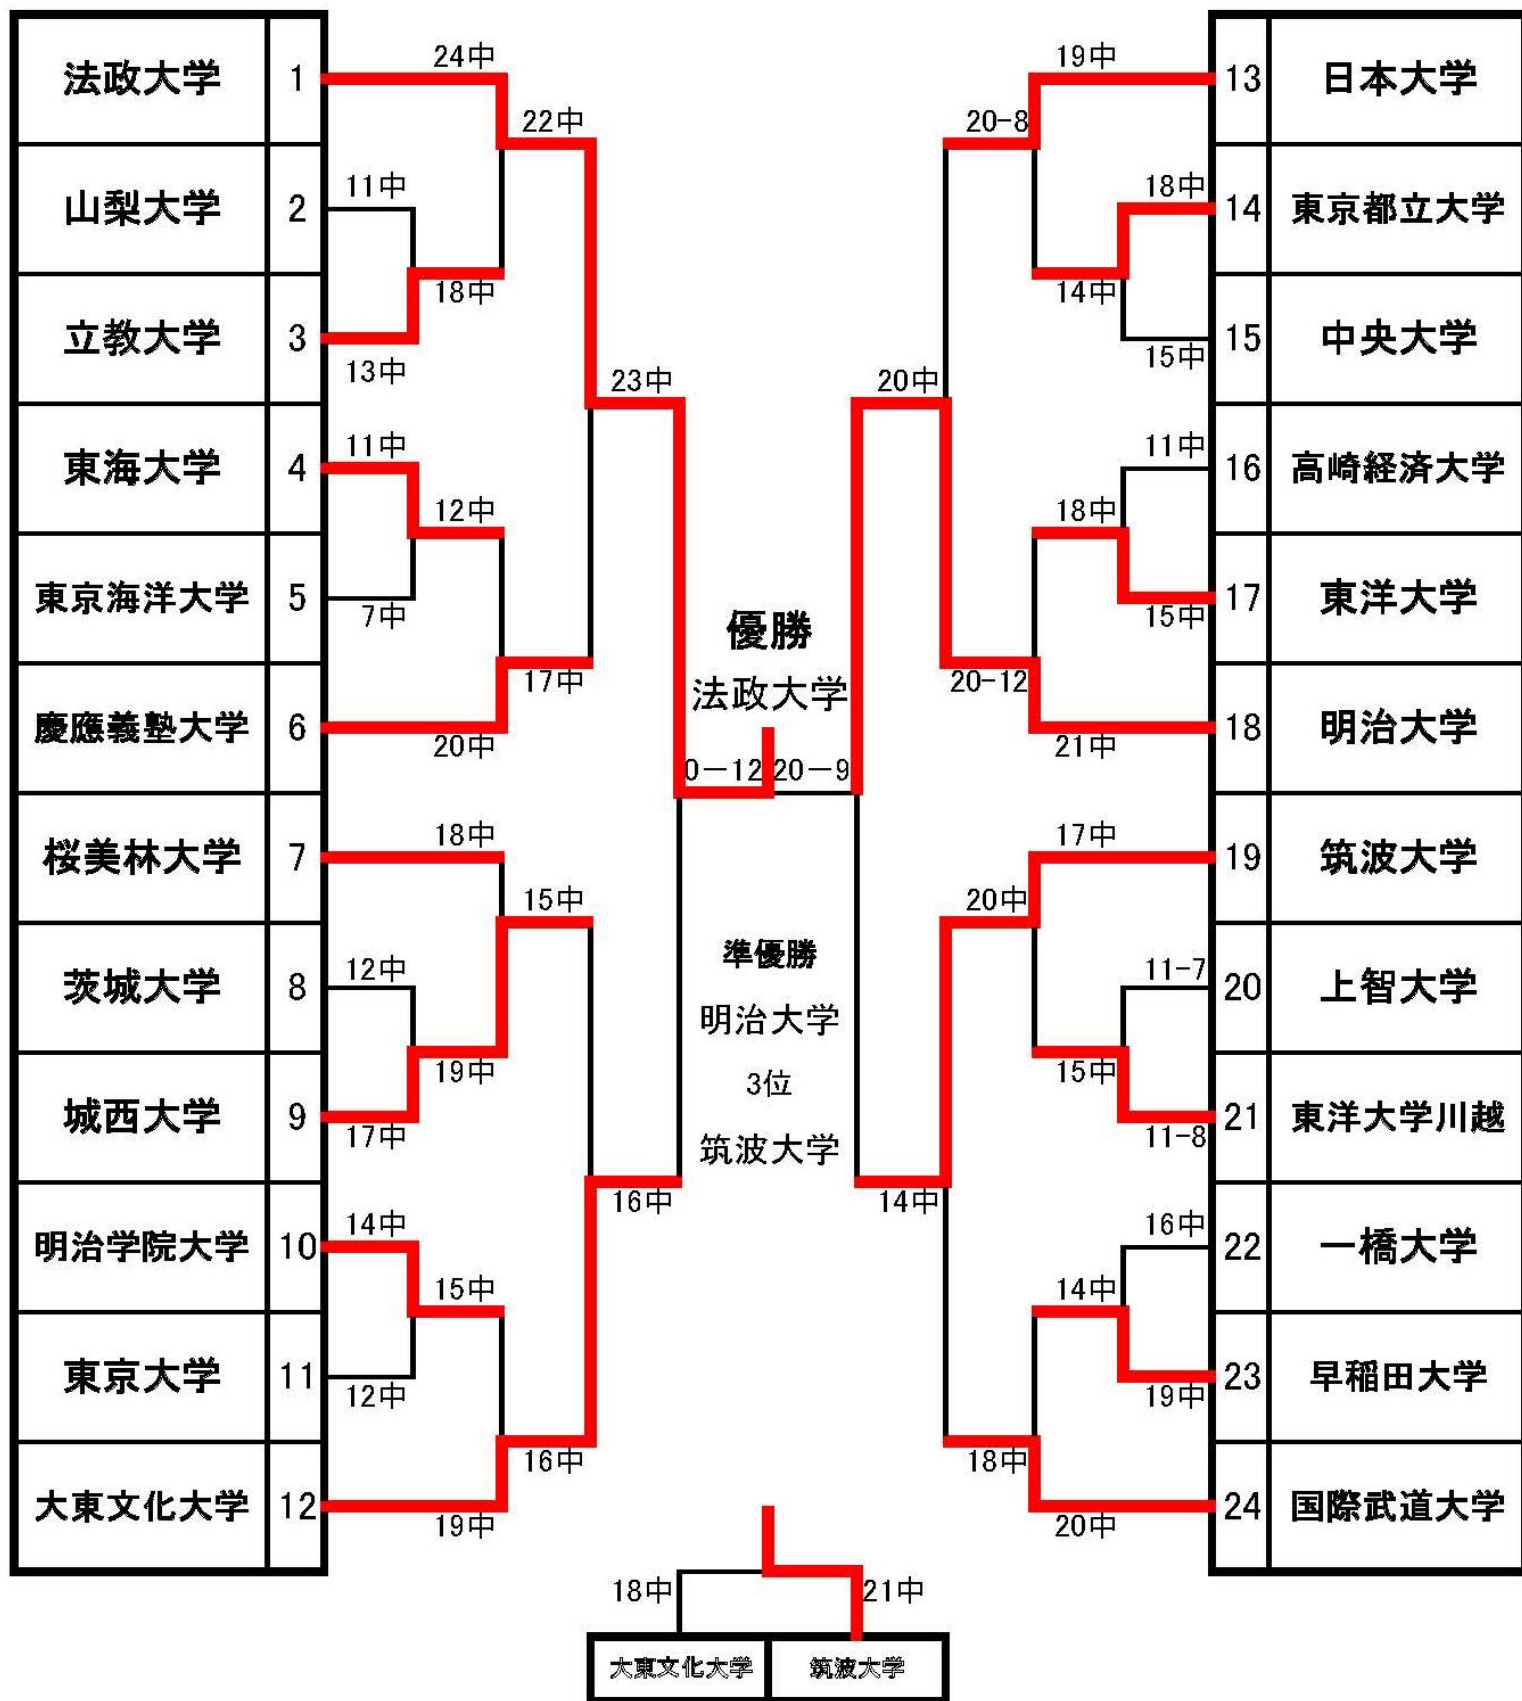 法政大学 1
山梨大学 2
立教大学 3
東海大学 4
東京海洋大学 5
慶應義塾大学 6
桜美林大学 7
茨城大学 8
城西大学 9
明治学院大学 10
東京大学 11
大東文化大学 12
24中
11中
13中
18中
22中
11中
7中
12中
20中
17中
23中
18中
12中
17中
19中
15中
14中
12中
15中
19中
16中
16中
優勝
法政大学
0－12
20－9
準優勝
明治大学
3位
筑波大学
19中
18中
15中
14中
20-8
11中
15中
18中
21中
20-12
20中
17中
11-7
11-8
15中
20中
16中
19中
14中
20中
18中
14中
13 日本大学
14 東京都立大学
15 中央大学
16 高崎経済大学
17 東洋大学
18 明治大学
19 筑波大学
20 上智大学
21 東洋大学川越
22 一橋大学
23 早稲田大学
24 国際武道大学
18中
21中
大東文化大学
筑波大学